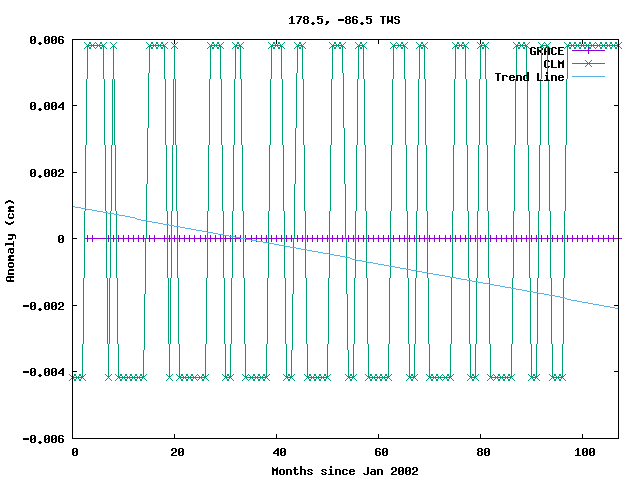 178.5, -86.5 TWS
GRACE
CLM
Trend Line
0.006
0.004
0.002
0
-0.002
-0.004
-0.006
Anomaly (cm)
0 20 40 60 80 100
Months since Jan 2002